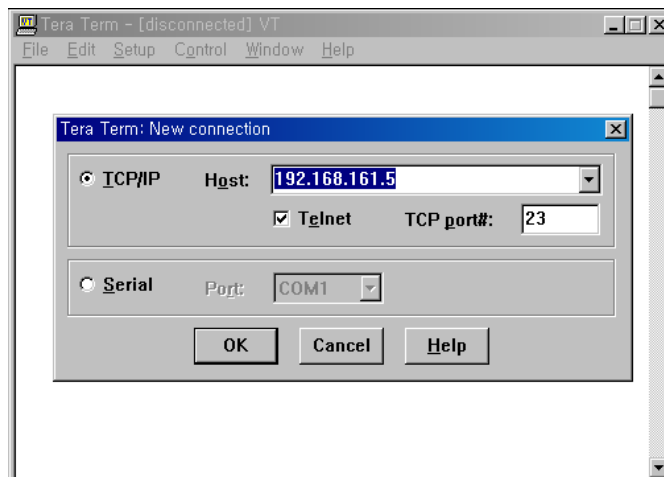 Tera Term - [disconnected] VT
File Edit Setup Control Window Help
Tera Term: New connection
TCP/IP Host: 192.168.161.5
Telnet TCP port#: 23
Serial Port: COM1
OK Cancel Help